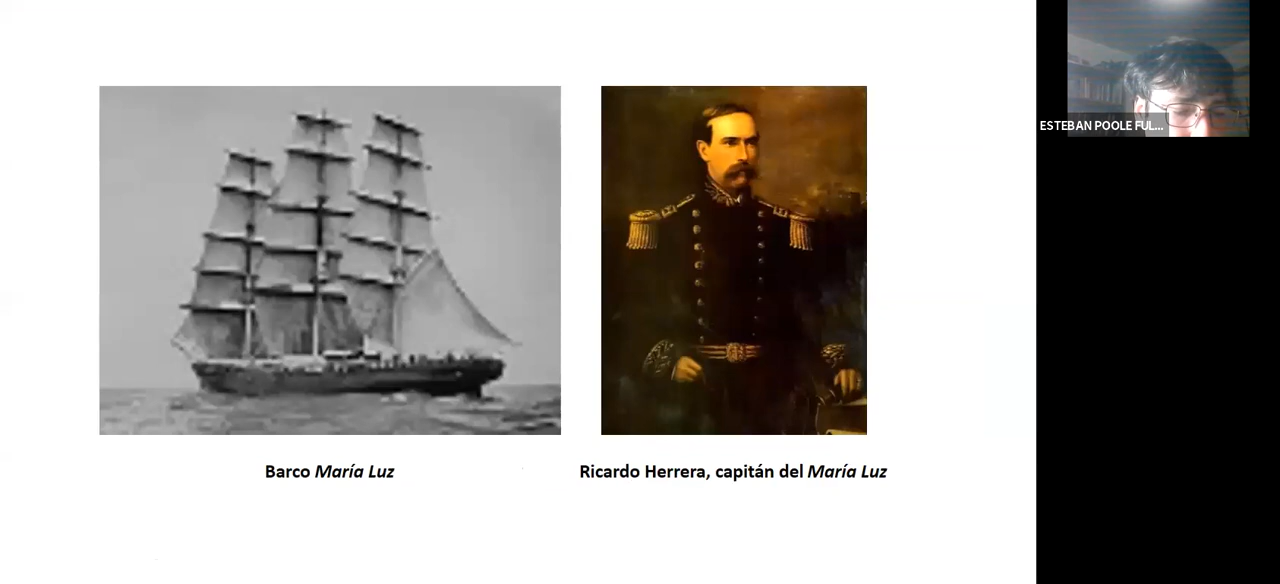 ESTEBAN POOLE FUL...
Barco María Luz
Ricardo Herrera, capitán del María Luz